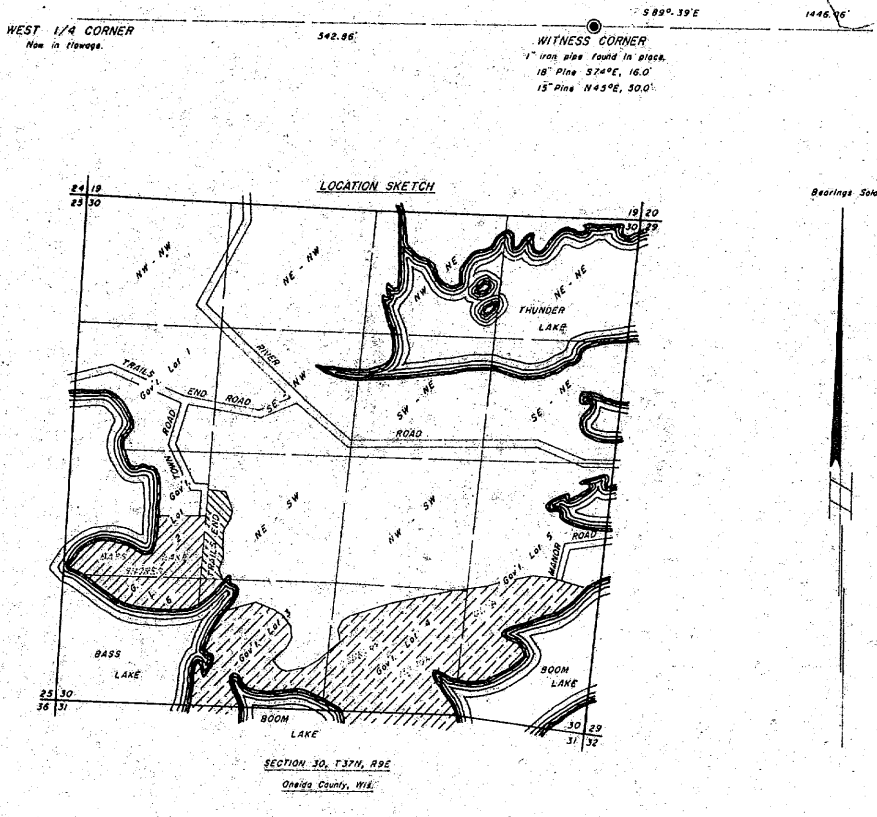 S 89°-39'E
1446.06'
WEST 1/4 CORNER
Now in flowage.
542.96'
WITNESS CORNER
1" iron pipe found in place.
18" Pine S74°E, 16.0'
15" Pine N45°E, 50.0'
LOCATION SKETCH
Bearings
24 19
25 30
19 20
30 29
NW - NW
NE - NW
NW NE
NE - NE
THUNDER
LAKE
TRAILS
Gov't. Lot 1
RIVER
END ROAD
SE - NW
SW - NE
SE - NE
ROAD
ROAD
TOWN
Gov't. Lot 2
NE - SW
NW - SW
TRAILS END
Gov't. Lot 5
MANOR
ROAD
BASS LAKE
SHORES
G. L. 6
Gov't. Lot 3
Gov't. Lot 4
BASS
LAKE
BOOM
LAKE
25 30
36 31
BOOM
LAKE
30 29
31 32
SECTION 30, T37N, R9E
Oneida County, Wis.